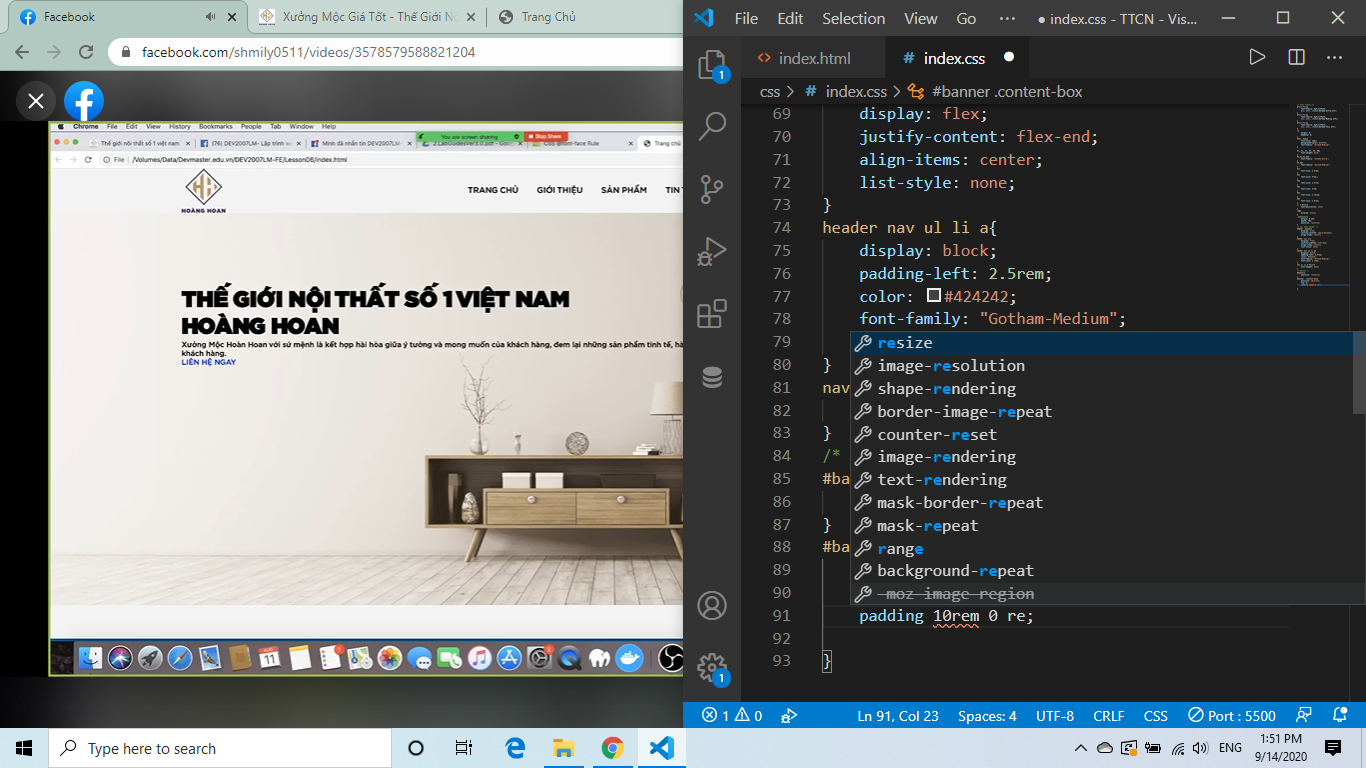 Facebook
Xưởng Mộc Giá Tốt - Thế Giới Nộ
Trang Chủ
facebook.com/shmily0511/videos/3578579588821204
Chrome File Edit View History Bookmarks People Tab Window Help
You are screen sharing
Stop Share
Thế giới nội thất số 1 việt nam
(76) DEV2007LM- Lập trình w
Minh đã nhắn tin DEV2007LM
2.LabGuidesVer3.0.pdf - Goo
Css @font-face Rule
Trang chủ
File
/Volumes/Data/Devmaster.edu.vn/DEV2007LM-FE/Lesson06/index.html
HOÀNG HOAN
TRANG CHỦ GIỚI THIỆU SẢN PHẨM TIN T
THẾ GIỚI NỘI THẤT SỐ 1 VIỆT NAM
HOÀNG HOAN
Xưởng Mộc Hoàn Hoan với sứ mệnh là kết hợp hài hòa giữa ý tưởng và mong muốn của khách hàng, đem lại những sản phẩm tinh tế, hà
khách hàng.
LIÊN HỆ NGAY
AUG
11
File Edit Selection View Go ··· ● index.css - TTCN - Vis...
index.html
# index.css
css > # index.css > #banner .content-box
69 display: flex;
70 justify-content: flex-end;
71 align-items: center;
72 list-style: none;
73 }
74 header nav ul li a{
75 display: block;
76 padding-left: 2.5rem;
77 color: #424242;
78 font-family: "Gotham-Medium";
79 resize
image-resolution
80 } shape-rendering
81 nav border-image-repeat
82 counter-reset
83 } image-rendering
84 /* text-rendering
85 #ba mask-border-repeat
86 mask-repeat
87 } range
88 #ba background-repeat
89 -moz-image-region
90
91 padding 10rem 0 re;
92
93 }
1
1
1 0
Ln 91, Col 23 Spaces: 4 UTF-8 CRLF CSS Port : 5500
Type here to search
ENG
1:51 PM
9/14/2020